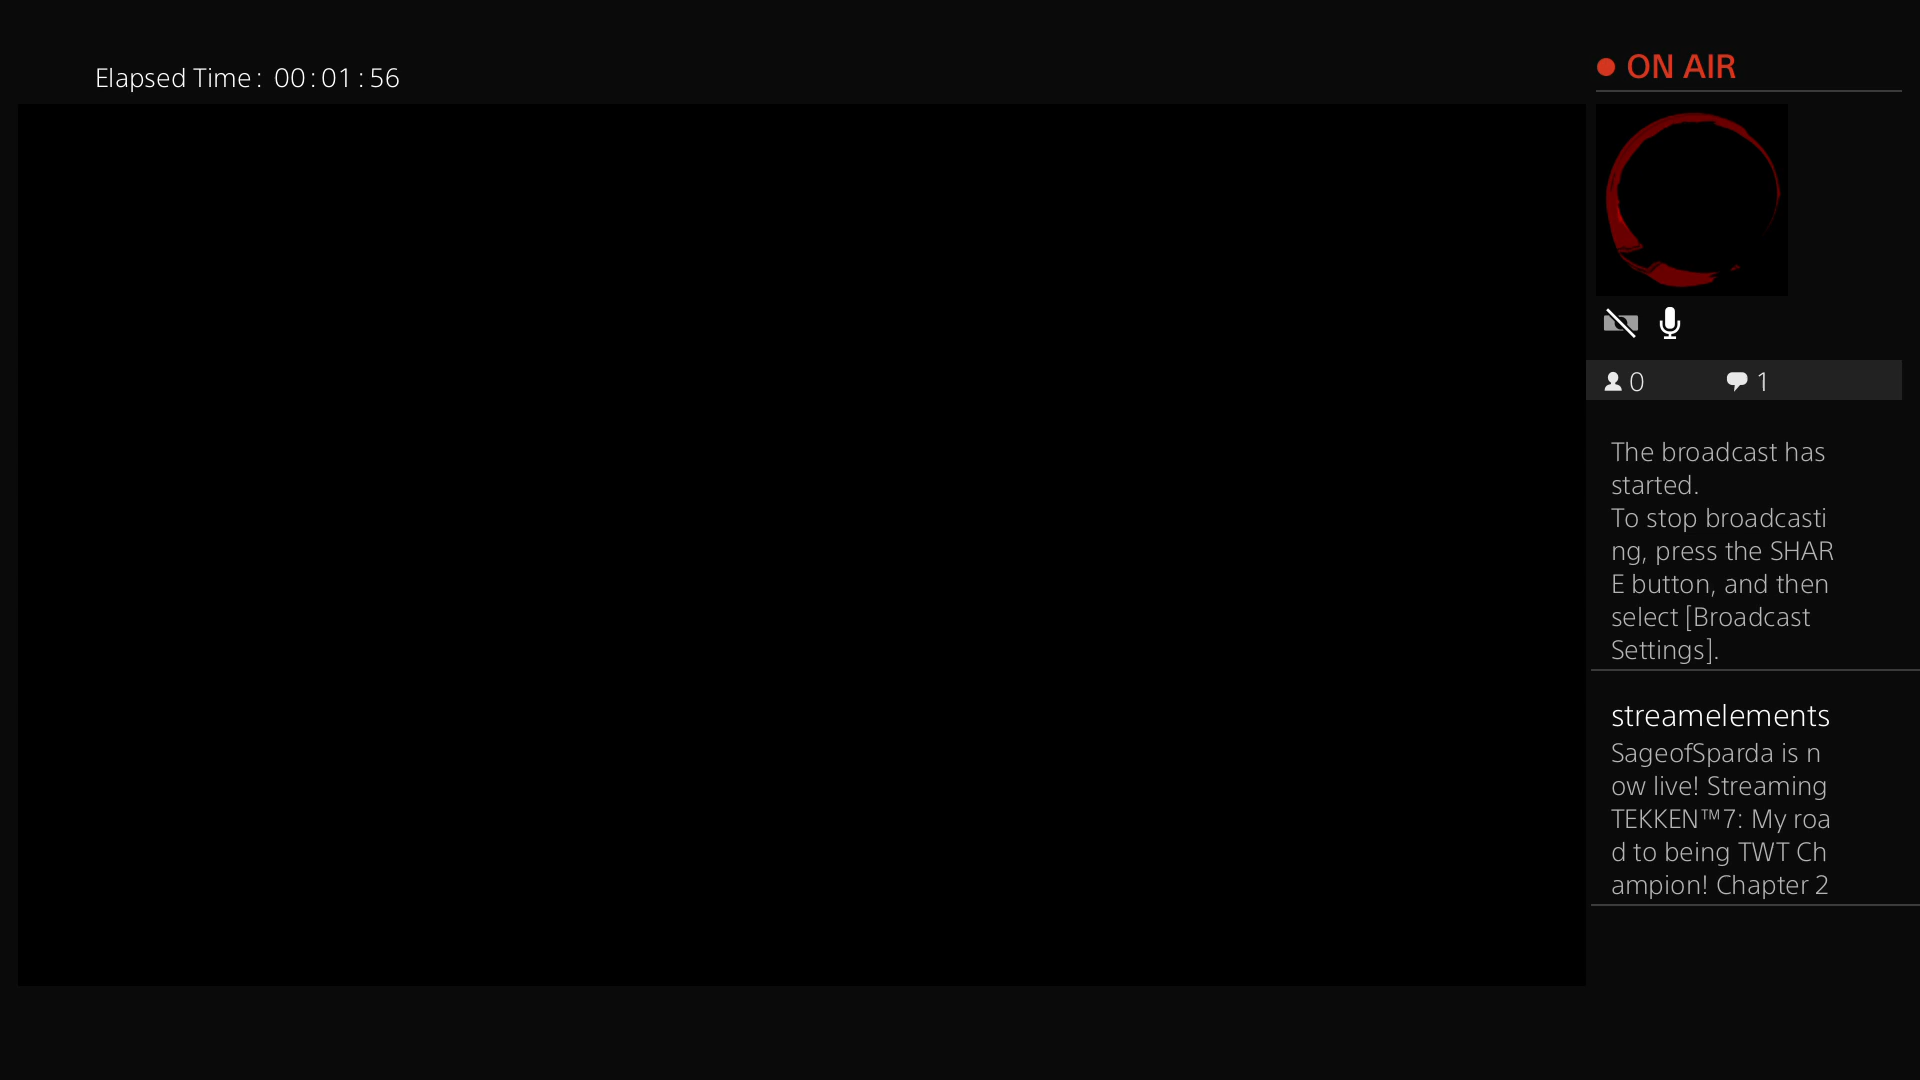 Elapsed Time: 00:01:56
ON AIR
0 1
The broadcast has
started.
To stop broadcasti
ng, press the SHAR
E button, and then
select [Broadcast
Settings].
streamelements
SageofSparda is n
ow live! Streaming
TEKKEN™7: My roa
d to being TWT Ch
ampion! Chapter 2